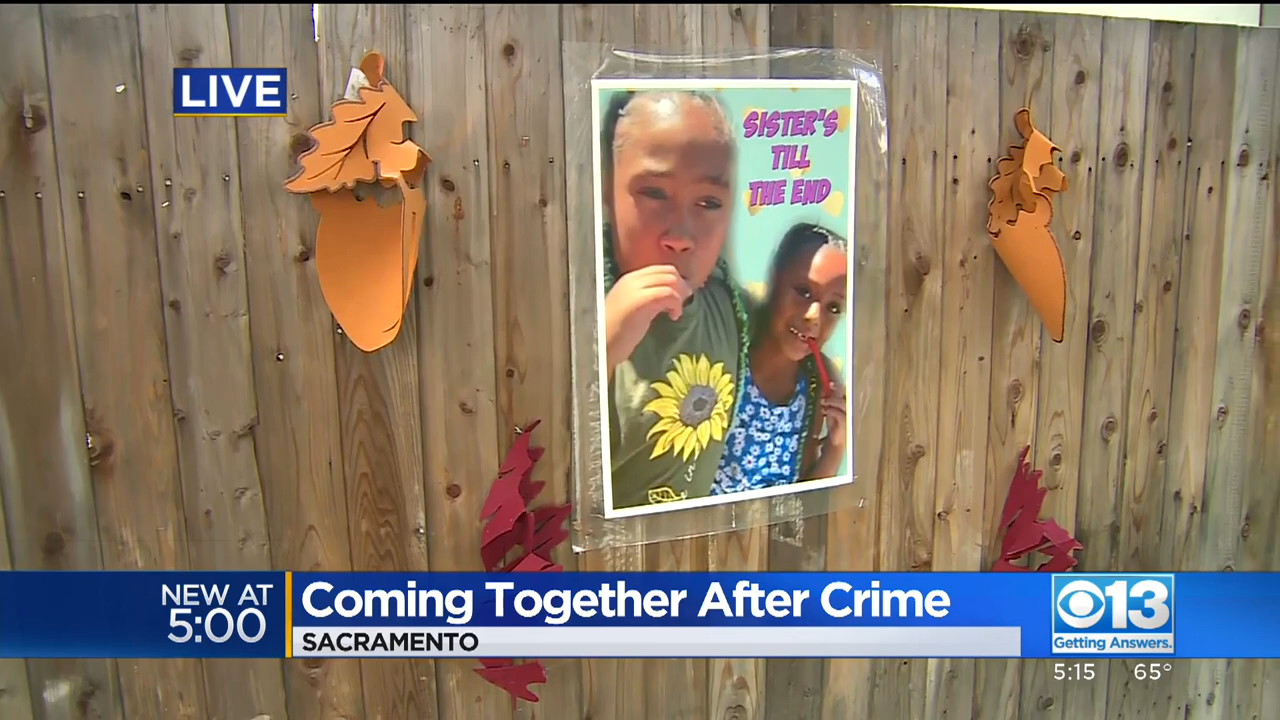 LIVE
SISTER'S
TILL
THE END
NEW AT
5:00
Coming Together After Crime
SACRAMENTO
13
Getting Answers.
5:15 65°